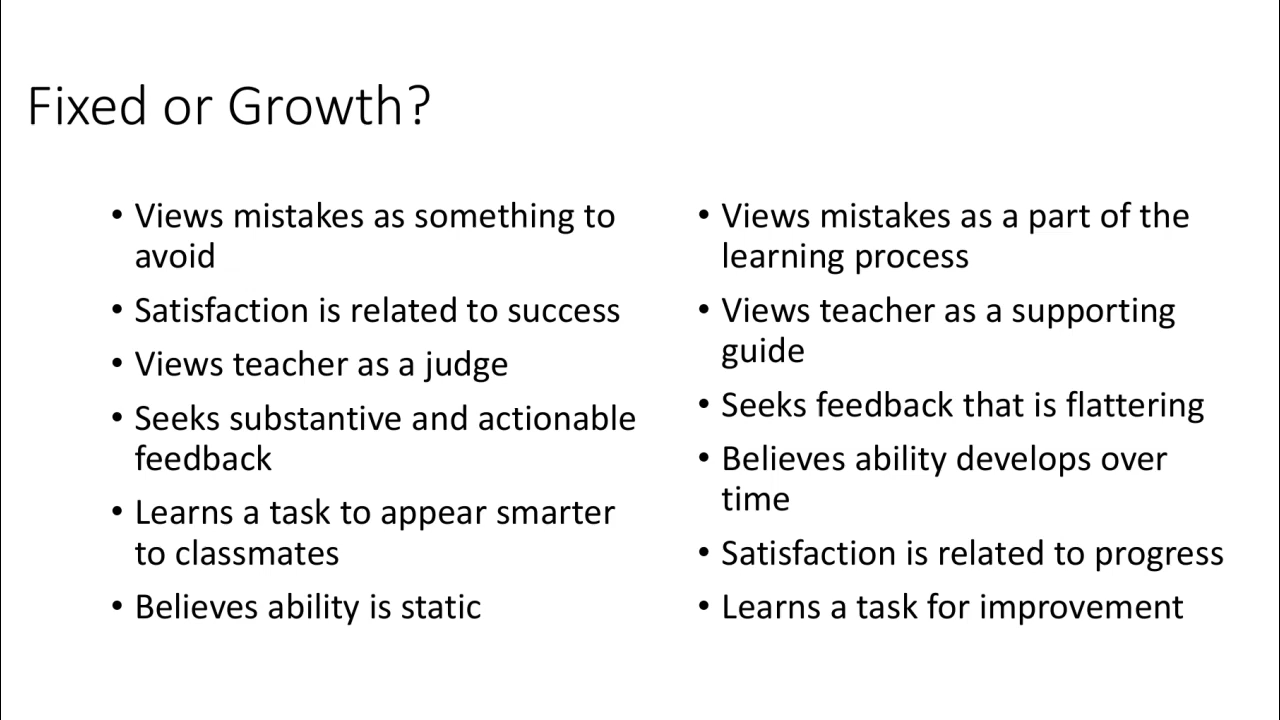 Fixed or Growth?
• Views mistakes as something to
avoid
• Satisfaction is related to success
• Views teacher as a judge
• Seeks substantive and actionable
feedback
• Learns a task to appear smarter
to classmates
• Believes ability is static
• Views mistakes as a part of the
learning process
• Views teacher as a supporting
guide
• Seeks feedback that is flattering
• Believes ability develops over
time
• Satisfaction is related to progress
• Learns a task for improvement